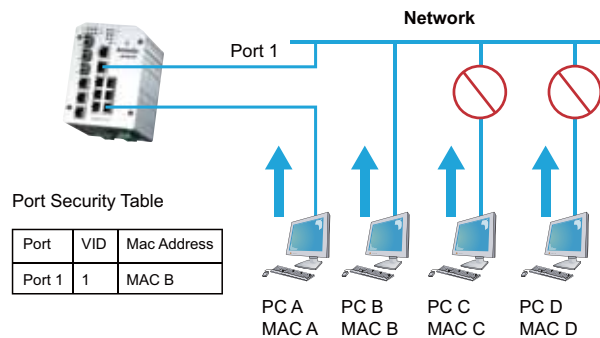 Network
Port 1
Port Security Table
Port VID Mac Address
Port 1 1 MAC B
PC A PC B PC C PC D
MAC A MAC B MAC C MAC D